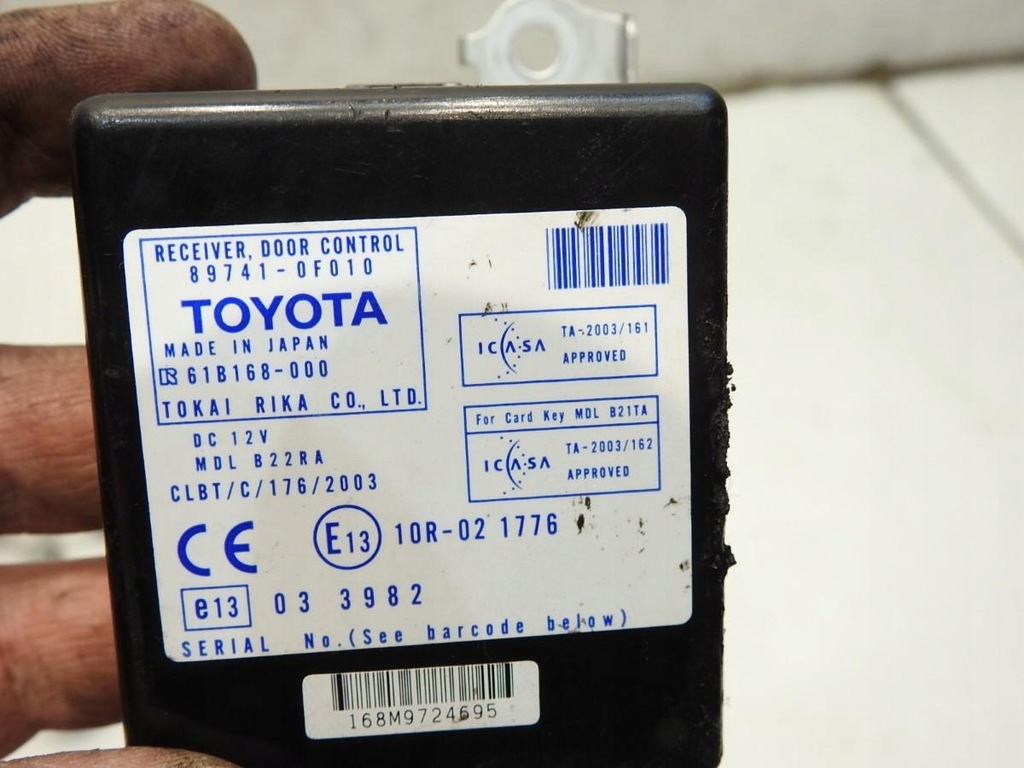 RECEIVER, DOOR CONTROL
89741-0F010
TOYOTA
MADE IN JAPAN
R 61B168-000
TOKAI RIKA CO., LTD.
DC 12V
MDL B22RA
CLBT/C/176/2003
CE
E13 10R-02 1776
e13 03 3982
SERIAL No.(See barcode below)
ICASA
TA-2003/161
APPROVED
For Card Key MDL B21TA
ICASA
TA-2003/162
APPROVED
168M9724695